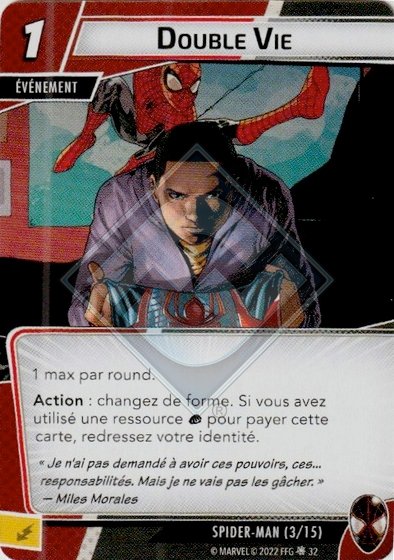 1
DOUBLE VIE
ÉVÉNEMENT
1 max par round.
Action : changez de forme. Si vous avez
utilisé une ressource pour payer cette
carte, redressez votre identité.
« Je n'ai pas demandé à avoir ces pouvoirs, ces...
responsabilités. Mais je ne vais pas les gâcher. »
— Miles Morales
SPIDER-MAN (3/15)
© MARVEL © 2022 FFG 32
®